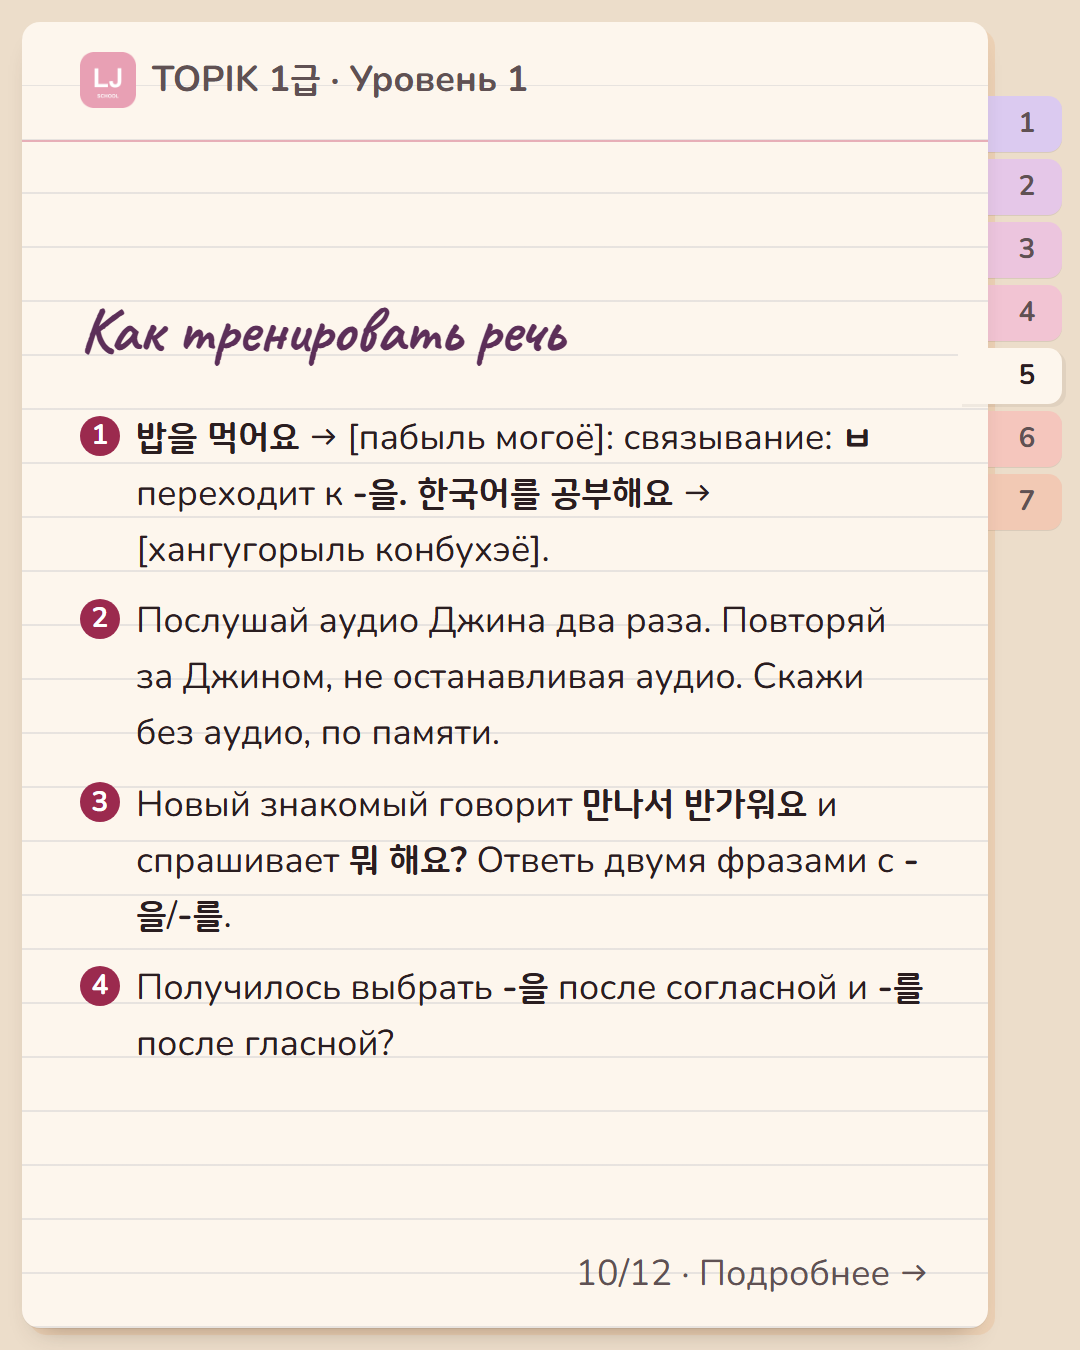 LJ
SCHOOL
TOPIK 1급 · Уровень 1
1
2
3
4
5
6
7
Как тренировать речь
1 밥을 먹어요 → [пабыль могоё]: связывание: ㅂ
переходит к -을. 한국어를 공부해요 →
[хангугорыль конбухэё].
2 Послушай аудио Джина два раза. Повторяй
за Джином, не останавливая аудио. Скажи
без аудио, по памяти.
3 Новый знакомый говорит 만나서 반가워요 и
спрашивает 뭐 해요? Ответь двумя фразами с -
을/-를.
4 Получилось выбрать -을 после согласной и -를
после гласной?
10/12 · Подробнее →